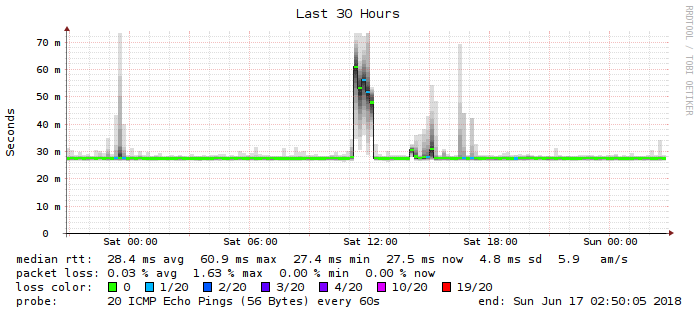 Last 30 Hours
RRDTOOL / TOBI OETIKER
Seconds
70 m
60 m
50 m
40 m
30 m
20 m
10 m
0
Sat 00:00 Sat 06:00 Sat 12:00 Sat 18:00 Sun 00:00
median rtt: 28.4 ms avg 60.9 ms max 27.4 ms min 27.5 ms now 4.8 ms sd 5.9 am/s
packet loss: 0.03 % avg 1.63 % max 0.00 % min 0.00 % now
loss color: 0 1/20 2/20 3/20 4/20 10/20 19/20
probe: 20 ICMP Echo Pings (56 Bytes) every 60s end: Sun Jun 17 02:50:05 2018